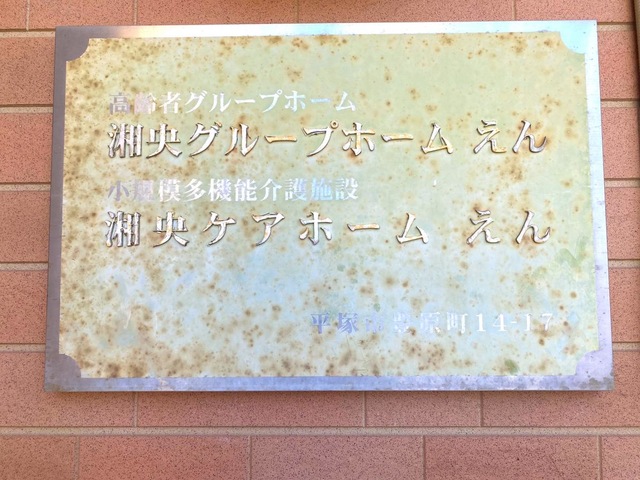 高齢者グループホーム
湘央グループホーム えん
小規模多機能介護施設
湘央ケアホーム えん
平塚市豊原町14-17